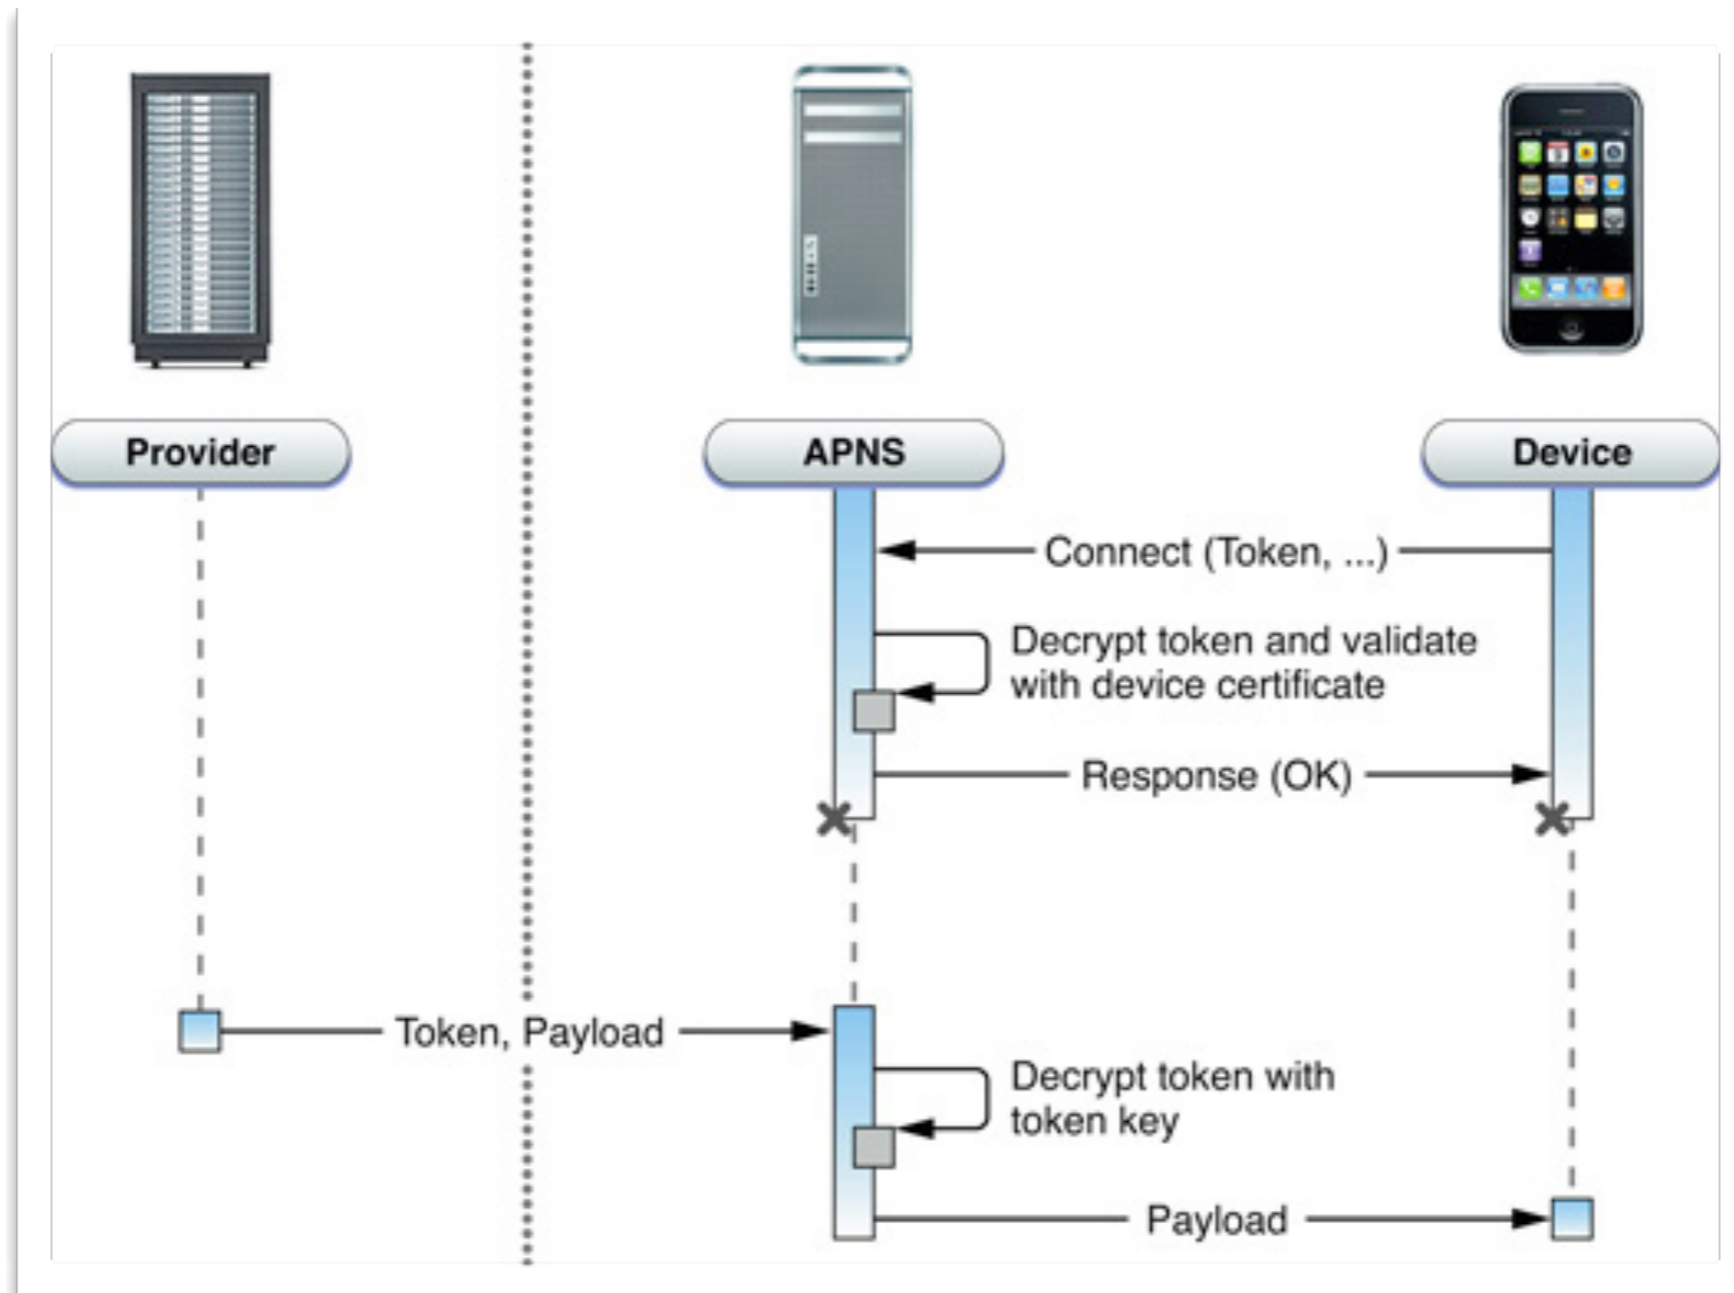 Provider
APNS
Device
Connect (Token, ...)
Decrypt token and validate
with device certificate
Response (OK)
Token, Payload
Decrypt token with
token key
Payload